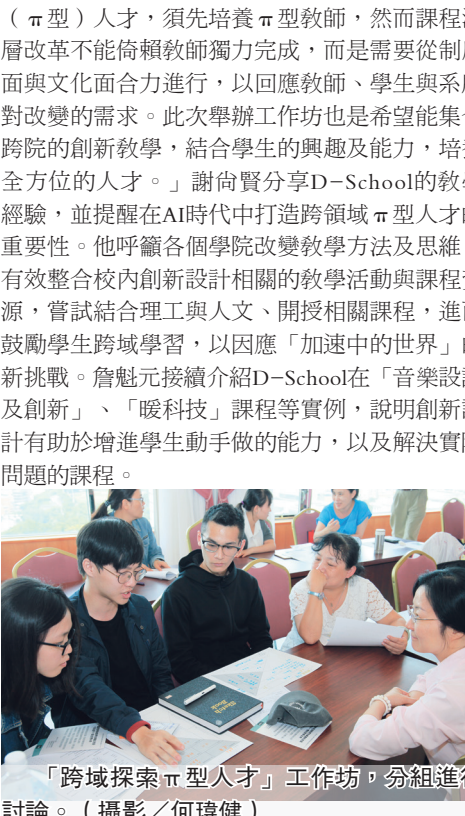 （π型）人才，須先培養π型教師，然而課程
層改革不能倚賴教師獨力完成，而是需要從制
面與文化面合力進行，以回應教師、學生與系
對改變的需求。此次舉辦工作坊也是希望能集
跨院的創新教學，結合學生的興趣及能力，培
全方位的人才。」謝尚賢分享D-School的教學
經驗，並提醒在AI時代中打造跨領域π型人才的
重要性。他呼籲各個學院改變教學方法及思維
有效整合校內創新設計相關的教學活動與課程
源，嘗試結合理工與人文、開授相關課程，進
鼓勵學生跨域學習，以因應「加速中的世界」
新挑戰。詹魁元接續介紹D-School在「音樂設
及創新」、「暖科技」課程等實例，說明創新
計有助於增進學生動手做的能力，以及解決實
問題的課程。
「跨域探索π型人才」工作坊，分組進行
討論。（攝影／何瑋健）